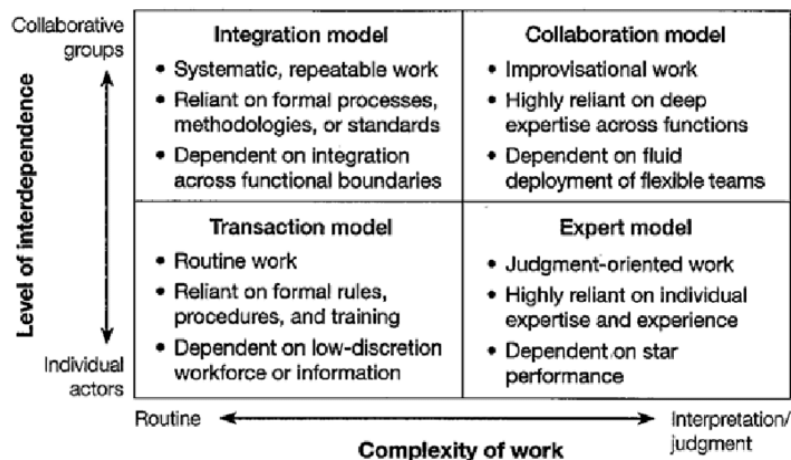 Collaborative
groups
Level of interdependence
Individual
actors
Integration model
• Systematic, repeatable work
• Reliant on formal processes,
methodologies, or standards
• Dependent on integration
across functional boundaries
Collaboration model
• Improvisational work
• Highly reliant on deep
expertise across functions
• Dependent on fluid
deployment of flexible teams
Transaction model
• Routine work
• Reliant on formal rules,
procedures, and training
• Dependent on low-discretion
workforce or information
Expert model
• Judgment-oriented work
• Highly reliant on individual
expertise and experience
• Dependent on star
performance
Routine
Interpretation/
judgment
Complexity of work